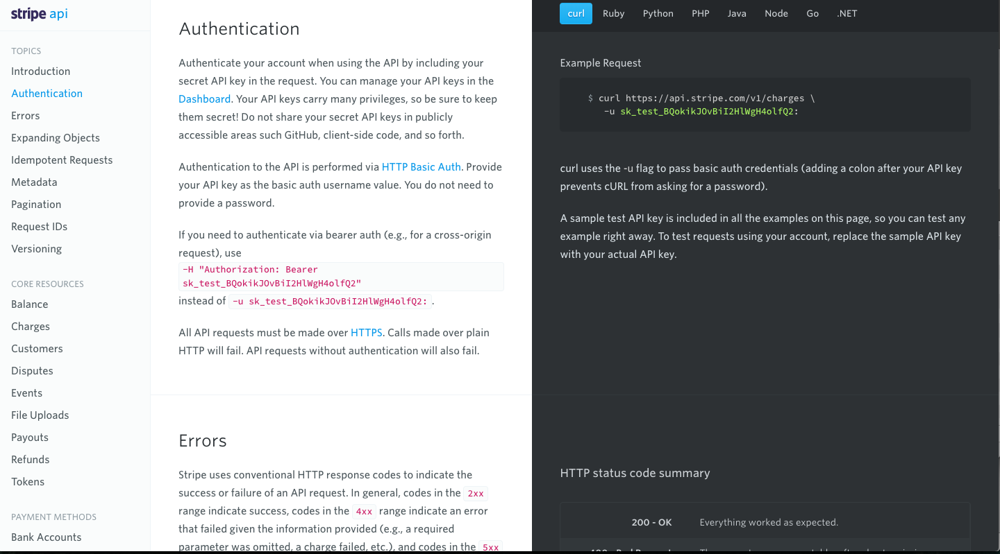 stripe api
TOPICS
Introduction
Authentication
Errors
Expanding Objects
Idempotent Requests
Metadata
Pagination
Request IDs
Versioning
CORE RESOURCES
Balance
Charges
Customers
Disputes
Events
File Uploads
Payouts
Refunds
Tokens
PAYMENT METHODS
Bank Accounts
Authentication
Authenticate your account when using the API by including your
secret API key in the request. You can manage your API keys in the
Dashboard. Your API keys carry many privileges, so be sure to keep
them secret! Do not share your secret API keys in publicly
accessible areas such GitHub, client-side code, and so forth.
Authentication to the API is performed via HTTP Basic Auth. Provide
your API key as the basic auth username value. You do not need to
provide a password.
If you need to authenticate via bearer auth (e.g., for a cross-origin
request), use
-H "Authorization: Bearer
sk_test_BQokikJOvBiI2HlWgH4olfQ2"
instead of -u sk_test_BQokikJOvBiI2HlWgH4olfQ2: .
All API requests must be made over HTTPS. Calls made over plain
HTTP will fail. API requests without authentication will also fail.
Errors
Stripe uses conventional HTTP response codes to indicate the
success or failure of an API request. In general, codes in the 2xx
range indicate success, codes in the 4xx range indicate an error
that failed given the information provided (e.g., a required
parameter was omitted, a charge failed, etc.), and codes in the 5xx
curl Ruby Python PHP Java Node Go .NET
Example Request
$ curl https://api.stripe.com/v1/charges \
-u sk_test_BQokikJOvBiI2HlWgH4olfQ2:
curl uses the -u flag to pass basic auth credentials (adding a colon after your API key
prevents cURL from asking for a password).
A sample test API key is included in all the examples on this page, so you can test any
example right away. To test requests using your account, replace the sample API key
with your actual API key.
HTTP status code summary
200 - OK Everything worked as expected.